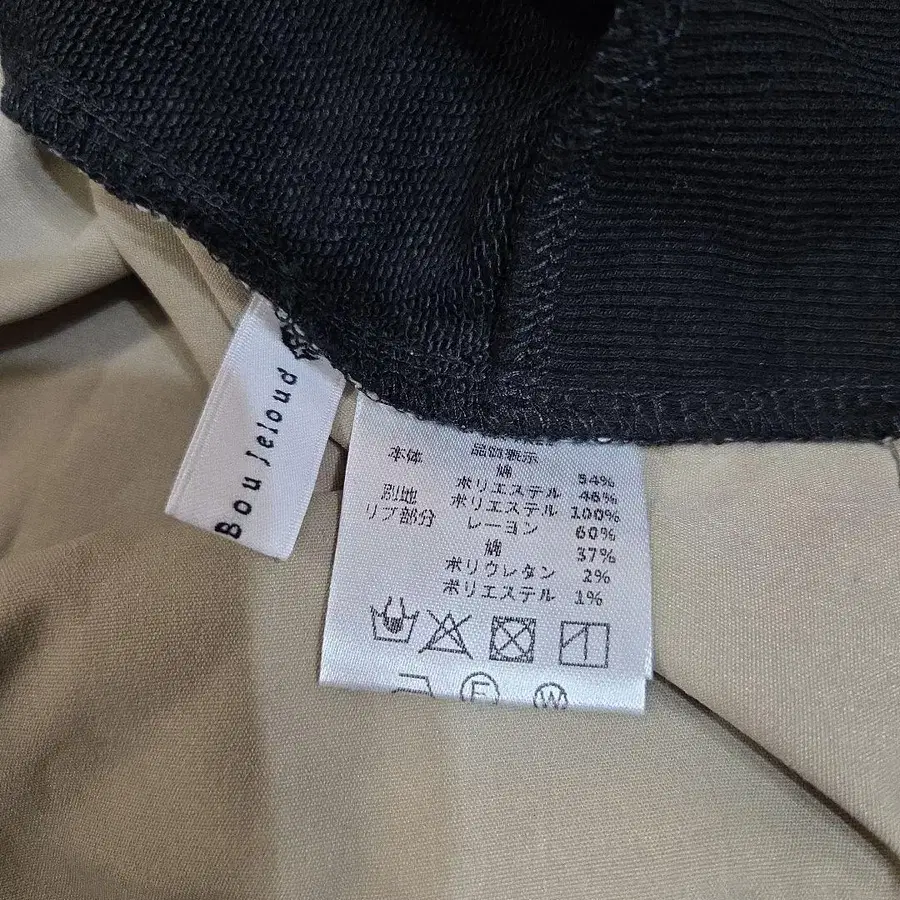 Bouleloud
品質表示
本体 綿 54%
ポリエステル 46%
別地 ポリエステル 100%
リブ部分 レーヨン 60%
綿 37%
ポリウレタン 2%
ポリエステル 1%
F W